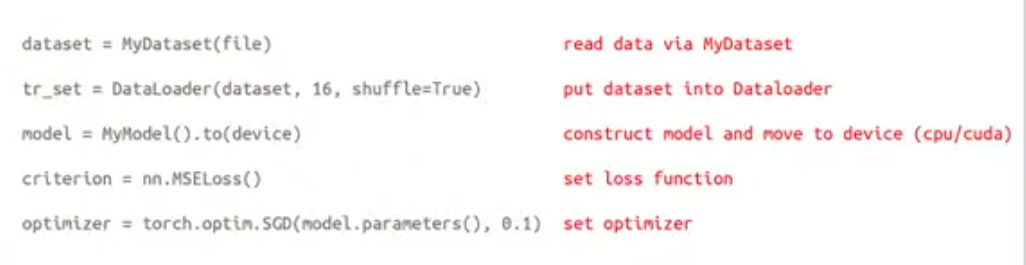 dataset = MyDataset(file) read data via MyDataset
tr_set = DataLoader(dataset, 16, shuffle=True) put dataset into Dataloader
model = MyModel().to(device) construct model and move to device (cpu/cuda)
criterion = nn.MSELoss() set loss function
optimizer = torch.optim.SGD(model.parameters(), 0.1) set optimizer